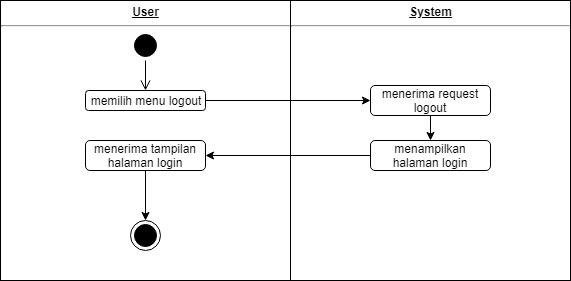 User
System
memilih menu logout
menerima request
logout
menerima tampilan
halaman login
menampilkan
halaman login